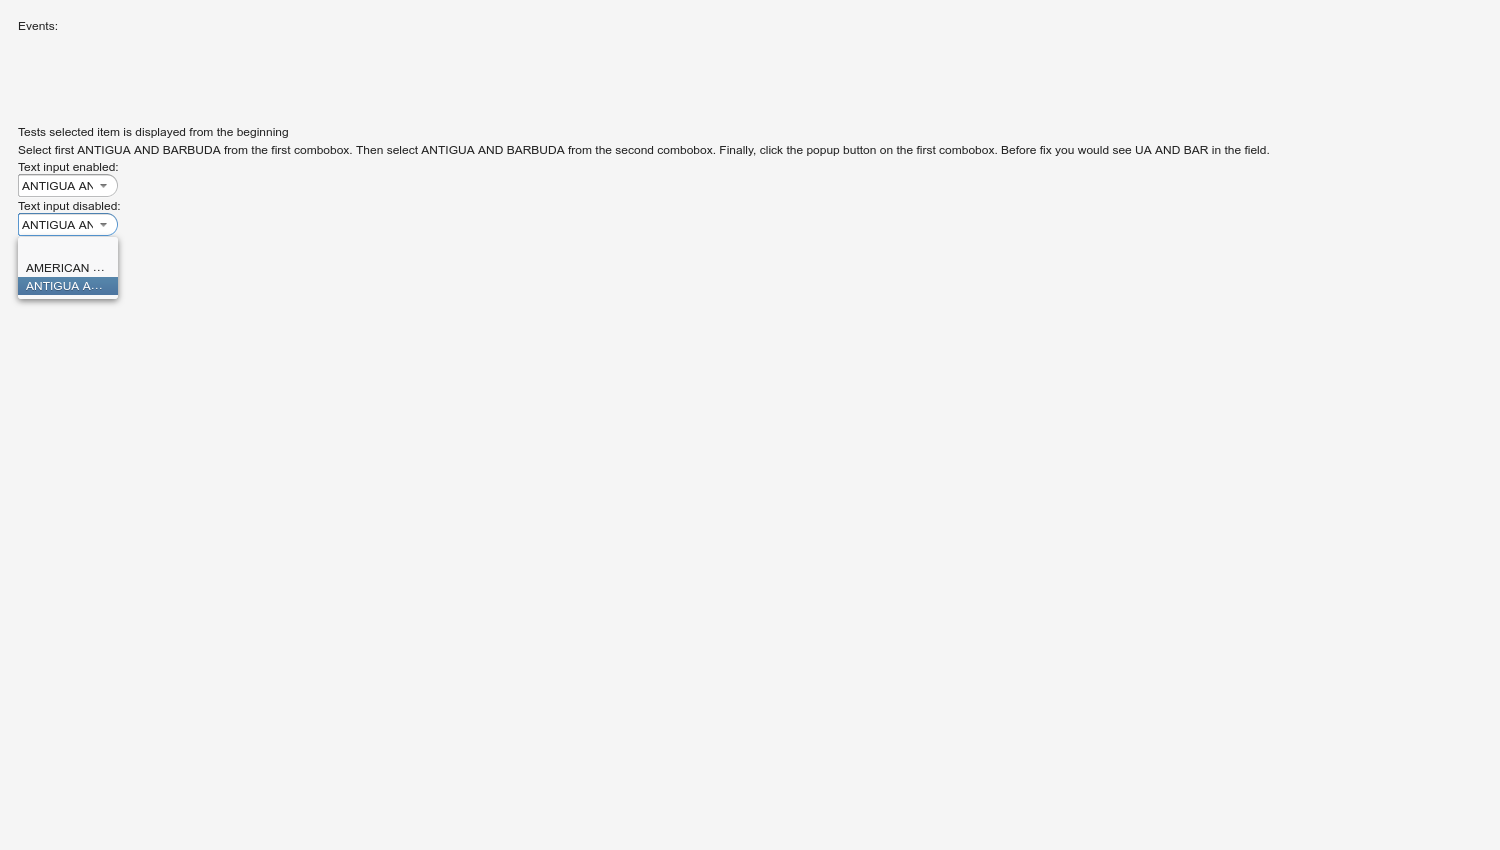 Events:
Tests selected item is displayed from the beginning
Select first ANTIGUA AND BARBUDA from the first combobox. Then select ANTIGUA AND BARBUDA from the second combobox. Finally, click the popup button on the first combobox. Before fix you would see UA AND BAR in the field.
Text input enabled:
ANTIGUA AN
Text input disabled:
ANTIGUA AN
AMERICAN ...
ANTIGUA A...